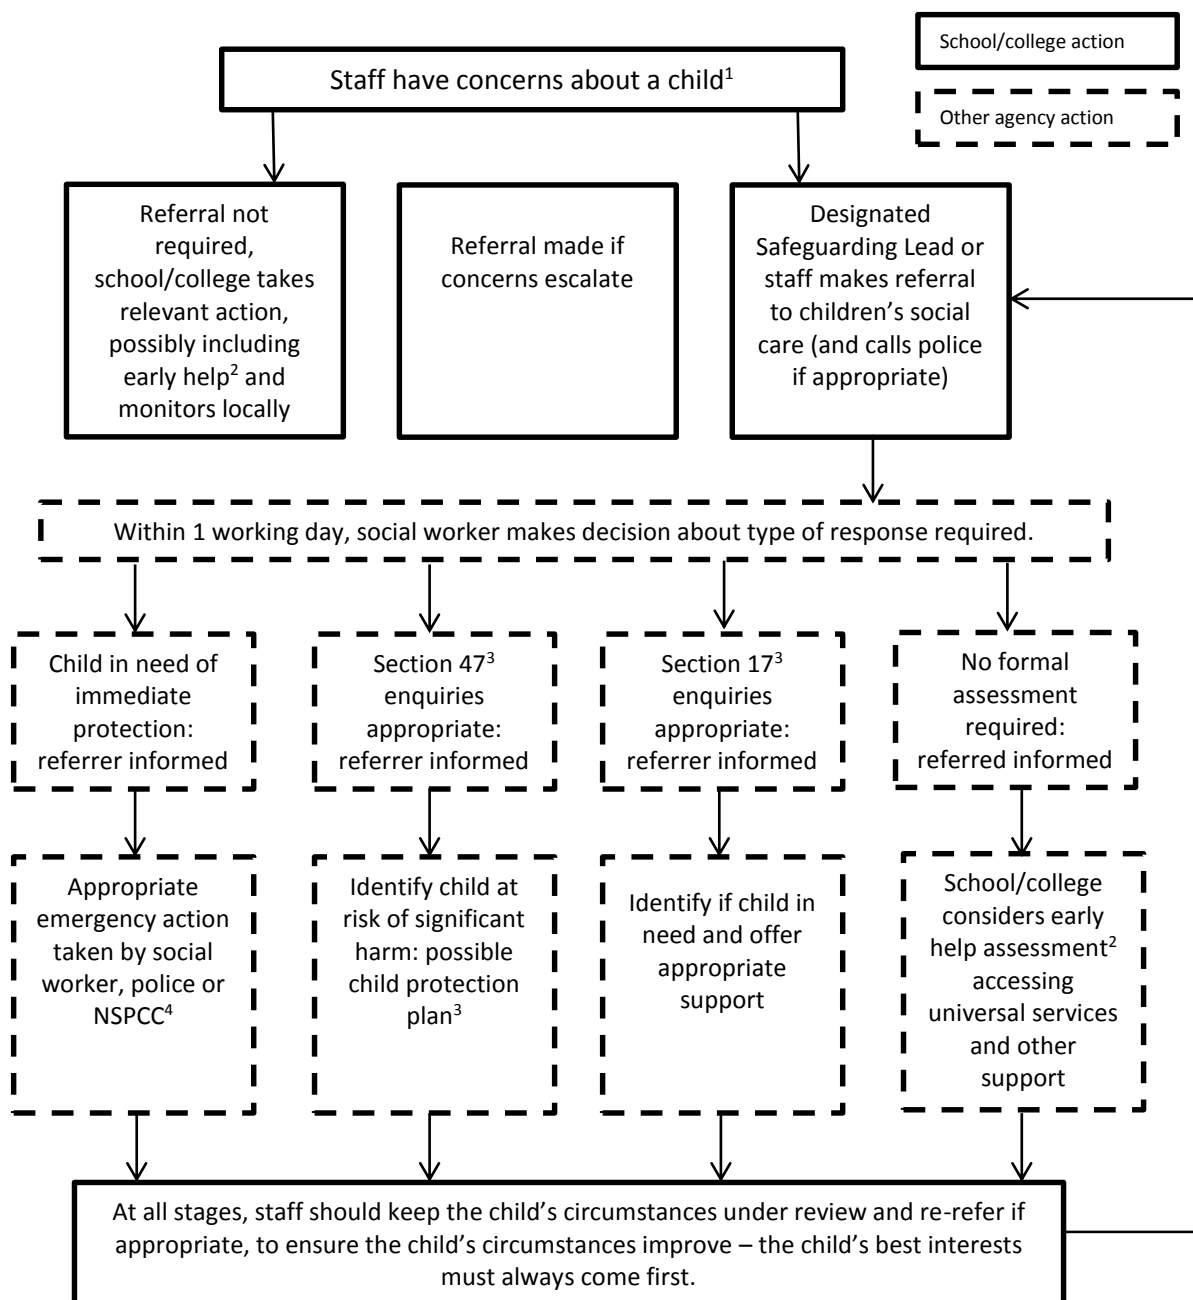 School/college action
Other agency action
Staff have concerns about a child¹
Referral not
required,
school/college takes
relevant action,
possibly including
early help² and
monitors locally
Referral made if
concerns escalate
Designated
Safeguarding Lead or
staff makes referral
to children’s social
care (and calls police
if appropriate)
Within 1 working day, social worker makes decision about type of response required.
Child in need of
immediate
protection:
referrer informed
Section 47³
enquiries
appropriate:
referrer informed
Section 17³
enquiries
appropriate:
referrer informed
No formal
assessment
required:
referred informed
Appropriate
emergency action
taken by social
worker, police or
NSPCC⁴
Identify child at
risk of significant
harm: possible
child protection
plan³
Identify if child in
need and offer
appropriate
support
School/college
considers early
help assessment²
accessing
universal services
and other
support
At all stages, staff should keep the child’s circumstances under review and re-refer if
appropriate, to ensure the child’s circumstances improve – the child’s best interests
must always come first.